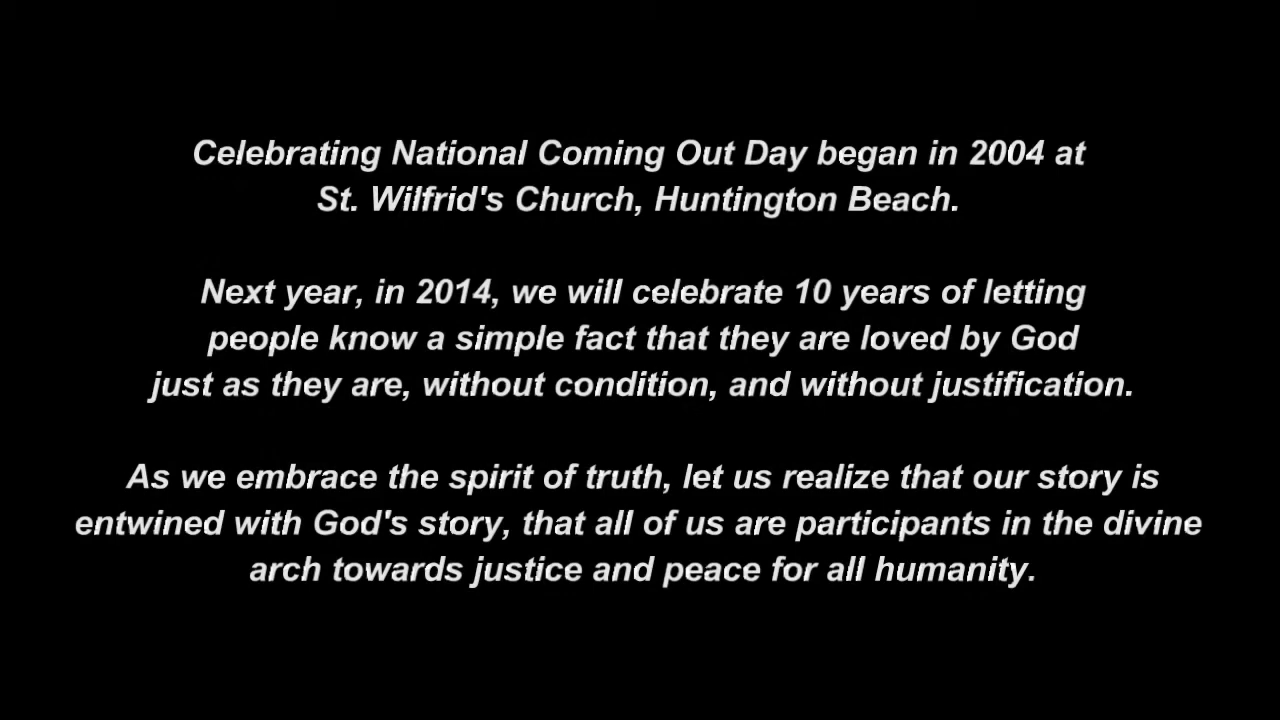 Celebrating National Coming Out Day began in 2004 at
St. Wilfrid's Church, Huntington Beach.
Next year, in 2014, we will celebrate 10 years of letting
people know a simple fact that they are loved by God
just as they are, without condition, and without justification.
As we embrace the spirit of truth, let us realize that our story is
entwined with God's story, that all of us are participants in the divine
arch towards justice and peace for all humanity.